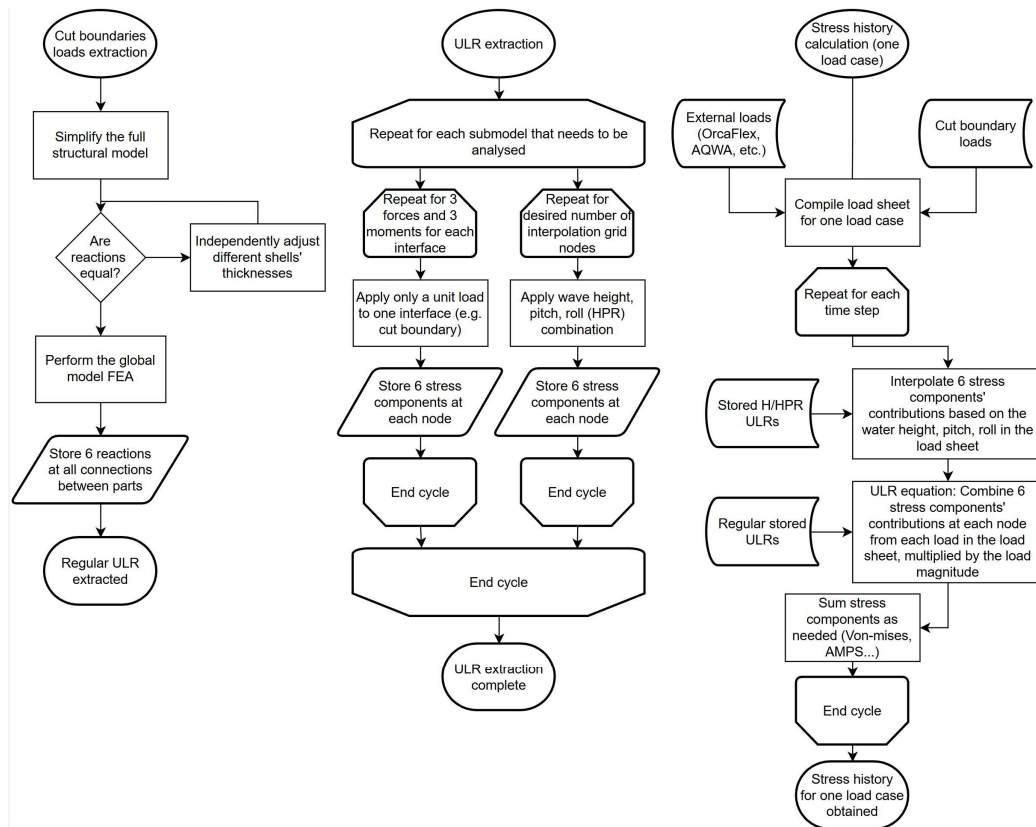 Cut boundaries
loads extraction
Simplify the full
structural model
Are
reactions
equal?
Independently adjust
different shells'
thicknesses
Perform the global
model FEA
Store 6 reactions
at all connections
between parts
Regular ULR
extracted
ULR extraction
Repeat for each submodel that needs to be
analysed
Repeat for 3
forces and 3
moments for each
interface
Repeat for
desired number of
interpolation grid
nodes
Apply only a unit load
to one interface (e.g.
cut boundary)
Apply wave height,
pitch, roll (HPR)
combination
Store 6 stress
components at
each node
Store 6 stress
components at
each node
End cycle
End cycle
End cycle
ULR extraction
complete
Stress history
calculation (one
load case)
External loads
(OrcaFlex,
AQWA, etc.)
Cut boundary
loads
Compile load sheet
for one load case
Repeat for each
time step
Stored H/HPR
ULRs
Interpolate 6 stress
components'
contributions based on
the water height, pitch,
roll in the load sheet
Regular stored
ULRs
ULR equation: Combine 6
stress components'
contributions at each node
from each load in the load
sheet, multiplied by the load
magnitude
Sum stress
components as
needed (Von-mises,
AMPS...)
End cycle
Stress history
for one load case
obtained